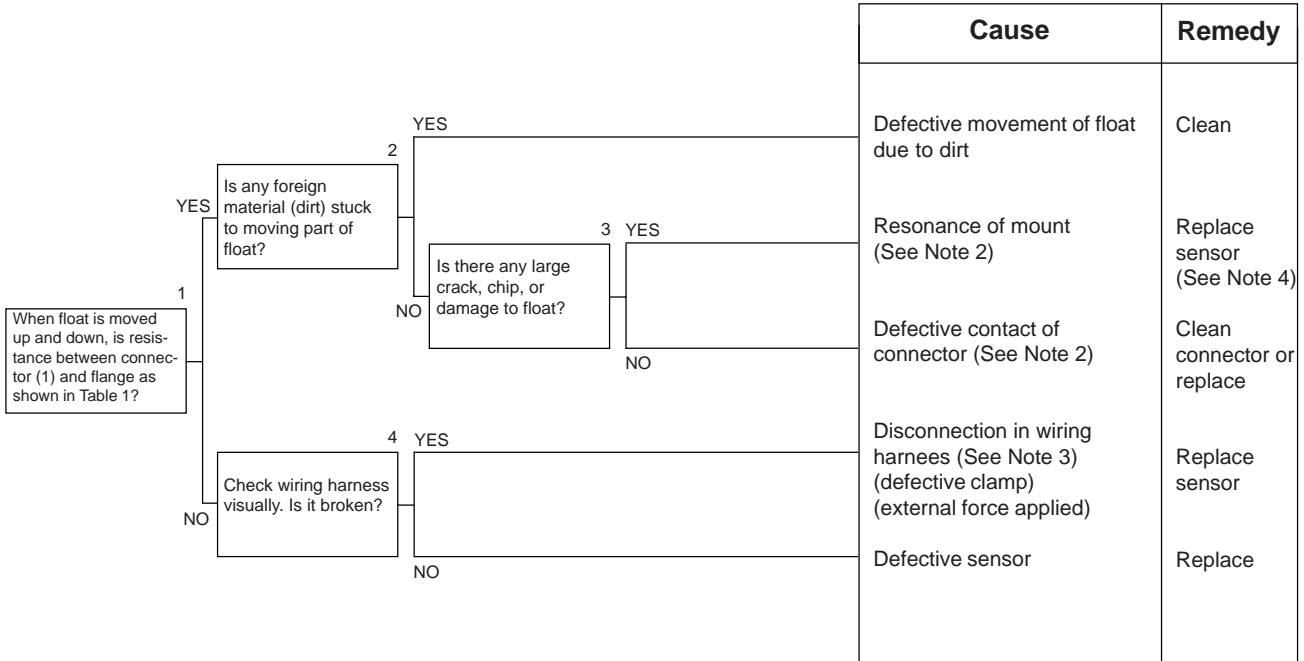 Cause
Remedy
YES
Defective movement of float
due to dirt
Clean
2
Is any foreign
material (dirt) stuck
to moving part of
float?
YES
3
YES
Resonance of mount
(See Note 2)
Replace
sensor
(See Note 4)
Is there any large
crack, chip, or
damage to float?
NO
1
When float is moved
up and down, is resis-
tance between connec-
tor (1) and flange as
shown in Table 1?
NO
Defective contact of
connector (See Note 2)
Clean
connector or
replace
4
YES
Disconnection in wiring
harnees (See Note 3)
(defective clamp)
(external force applied)
Replace
sensor
Check wiring harness
visually. Is it broken?
NO
NO
Defective sensor
Replace